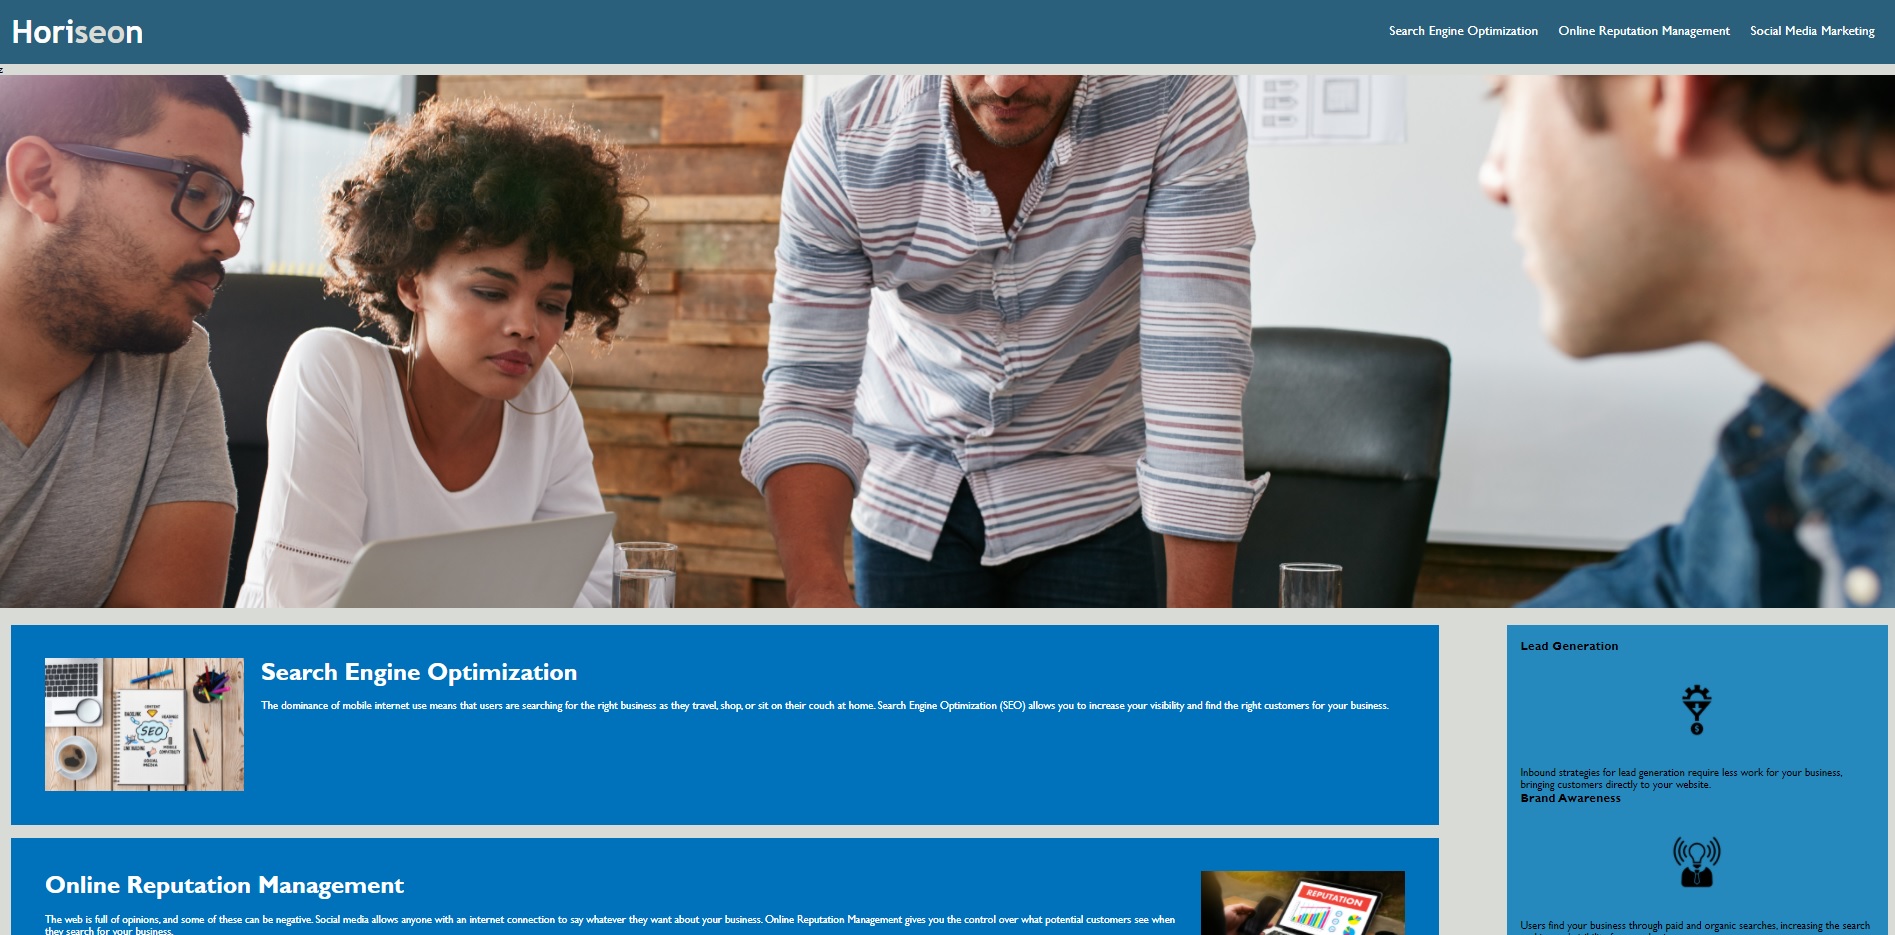 Horiseon
Search Engine Optimization
Online Reputation Management
Social Media Marketing
z
Search Engine Optimization
The dominance of mobile internet use means that users are searching for the right business as they travel, shop, or sit on their couch at home. Search Engine Optimization (SEO) allows you to increase your visibility and find the right customers for your business.
CONTENT
SEO
SOCIAL
MEDIA
Online Reputation Management
The web is full of opinions, and some of these can be negative. Social media allows anyone with an internet connection to say whatever they want about your business. Online Reputation Management gives you the control over what potential customers see when
they search for your business.
REPUTATION
Lead Generation
$
Inbound strategies for lead generation require less work for your business,
bringing customers directly to your website.
Brand Awareness
Users find your business through paid and organic searches, increasing the search